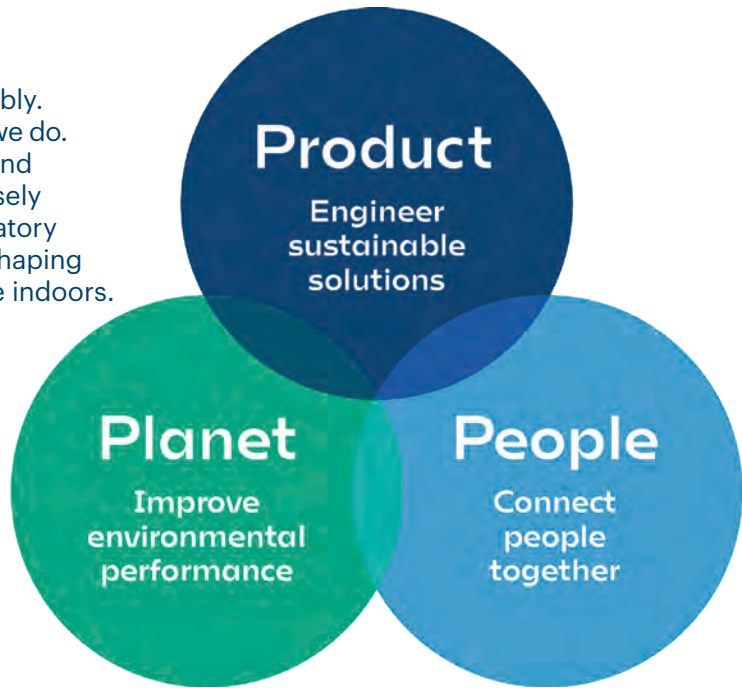 bly.
we do.
nd
sely
atory
haping
e indoors.
Product
Engineer
sustainable
solutions
Planet
Improve
environmental
performance
People
Connect
people
together